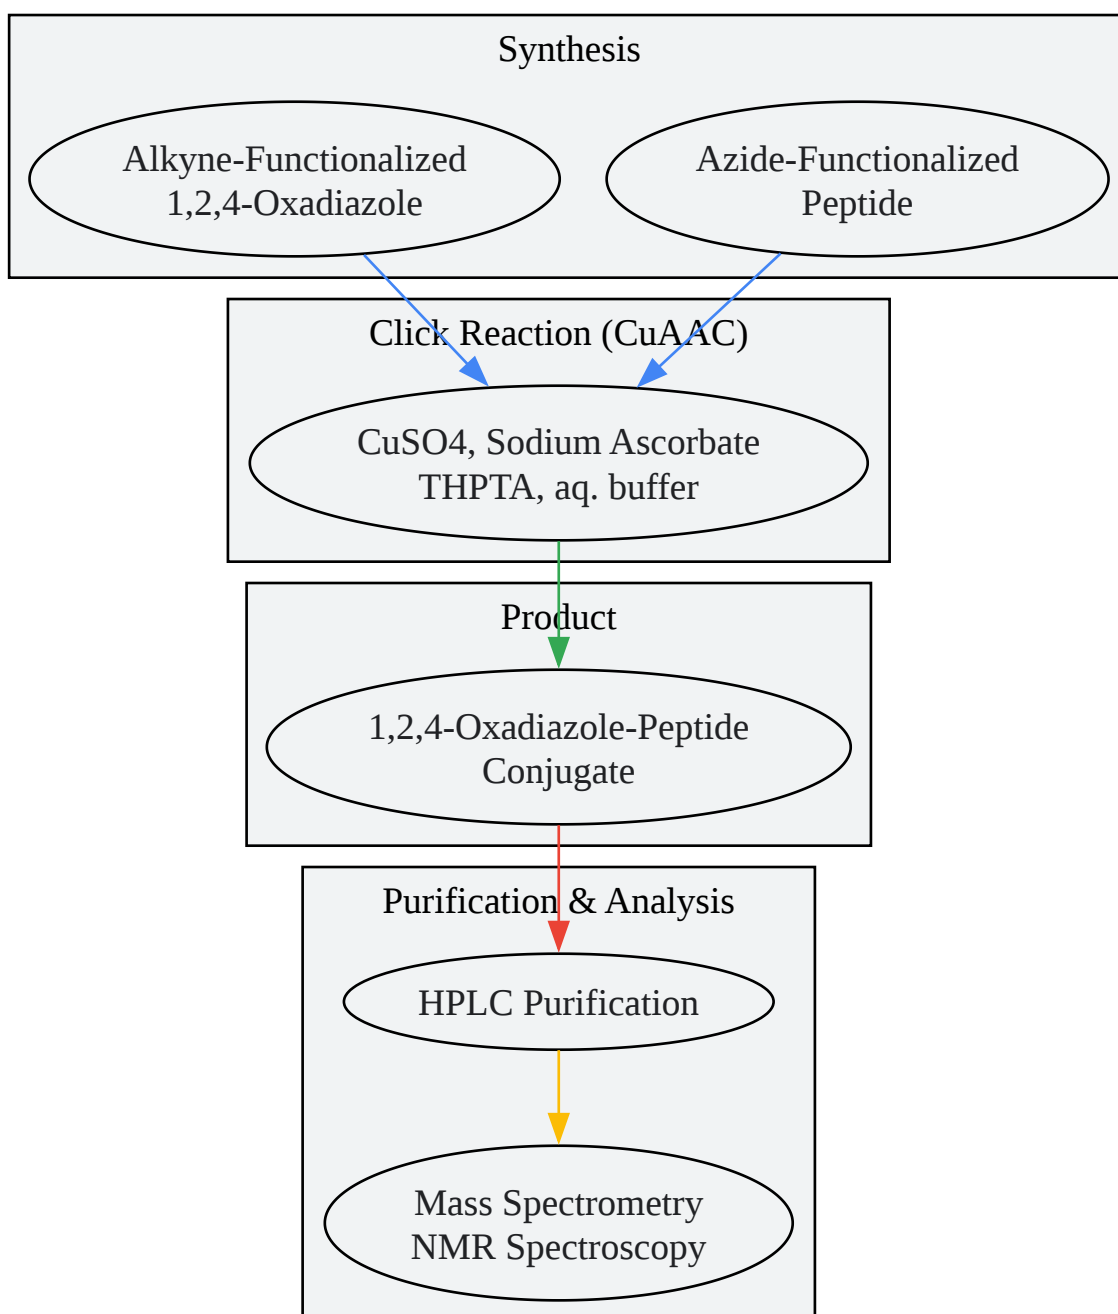 Synthesis
Alkyne-Functionalized
1,2,4-Oxadiazole
Azide-Functionalized
Peptide
Click Reaction (CuAAC)
CuSO4, Sodium Ascorbate
THPTA, aq. buffer
Product
1,2,4-Oxadiazole-Peptide
Conjugate
Purification & Analysis
HPLC Purification
Mass Spectrometry
NMR Spectroscopy